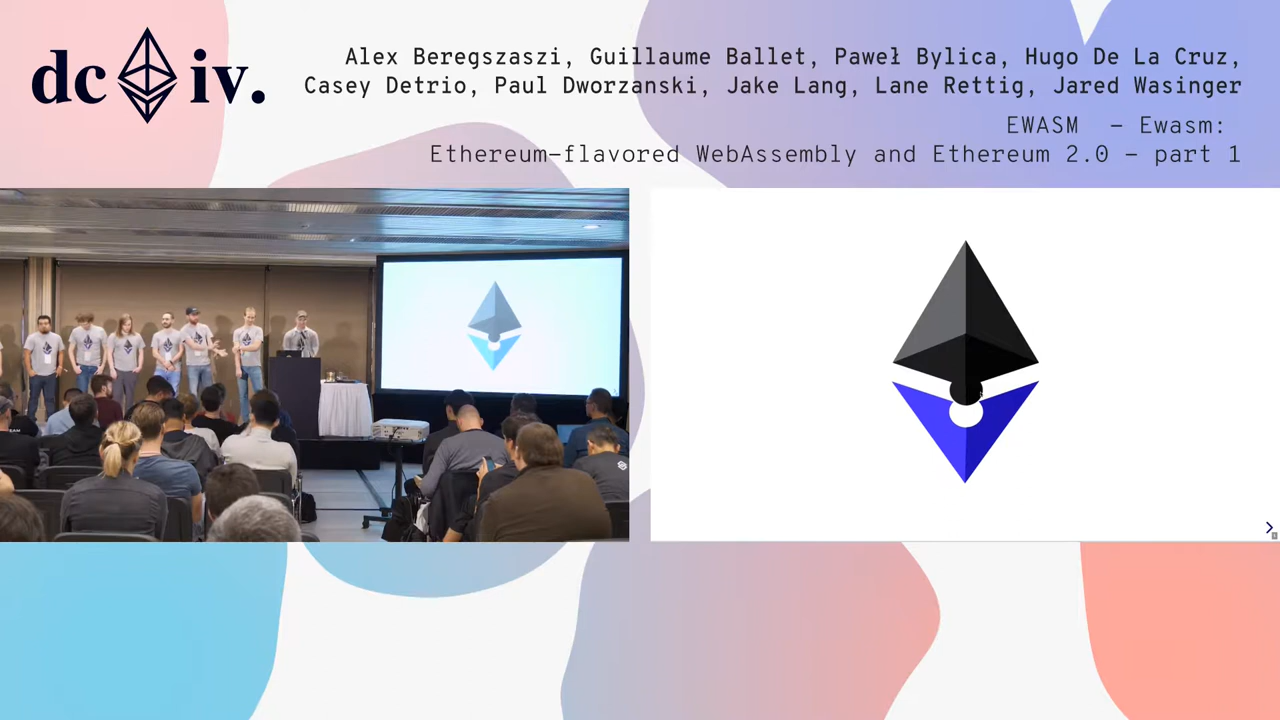 dc iv.
Alex Beregszaszi, Guillaume Ballet, Paweł Bylica, Hugo De La Cruz,
Casey Detrio, Paul Dworzanski, Jake Lang, Lane Rettig, Jared Wasinger
EWASM - Ewasm:
Ethereum-flavored WebAssembly and Ethereum 2.0 - part 1